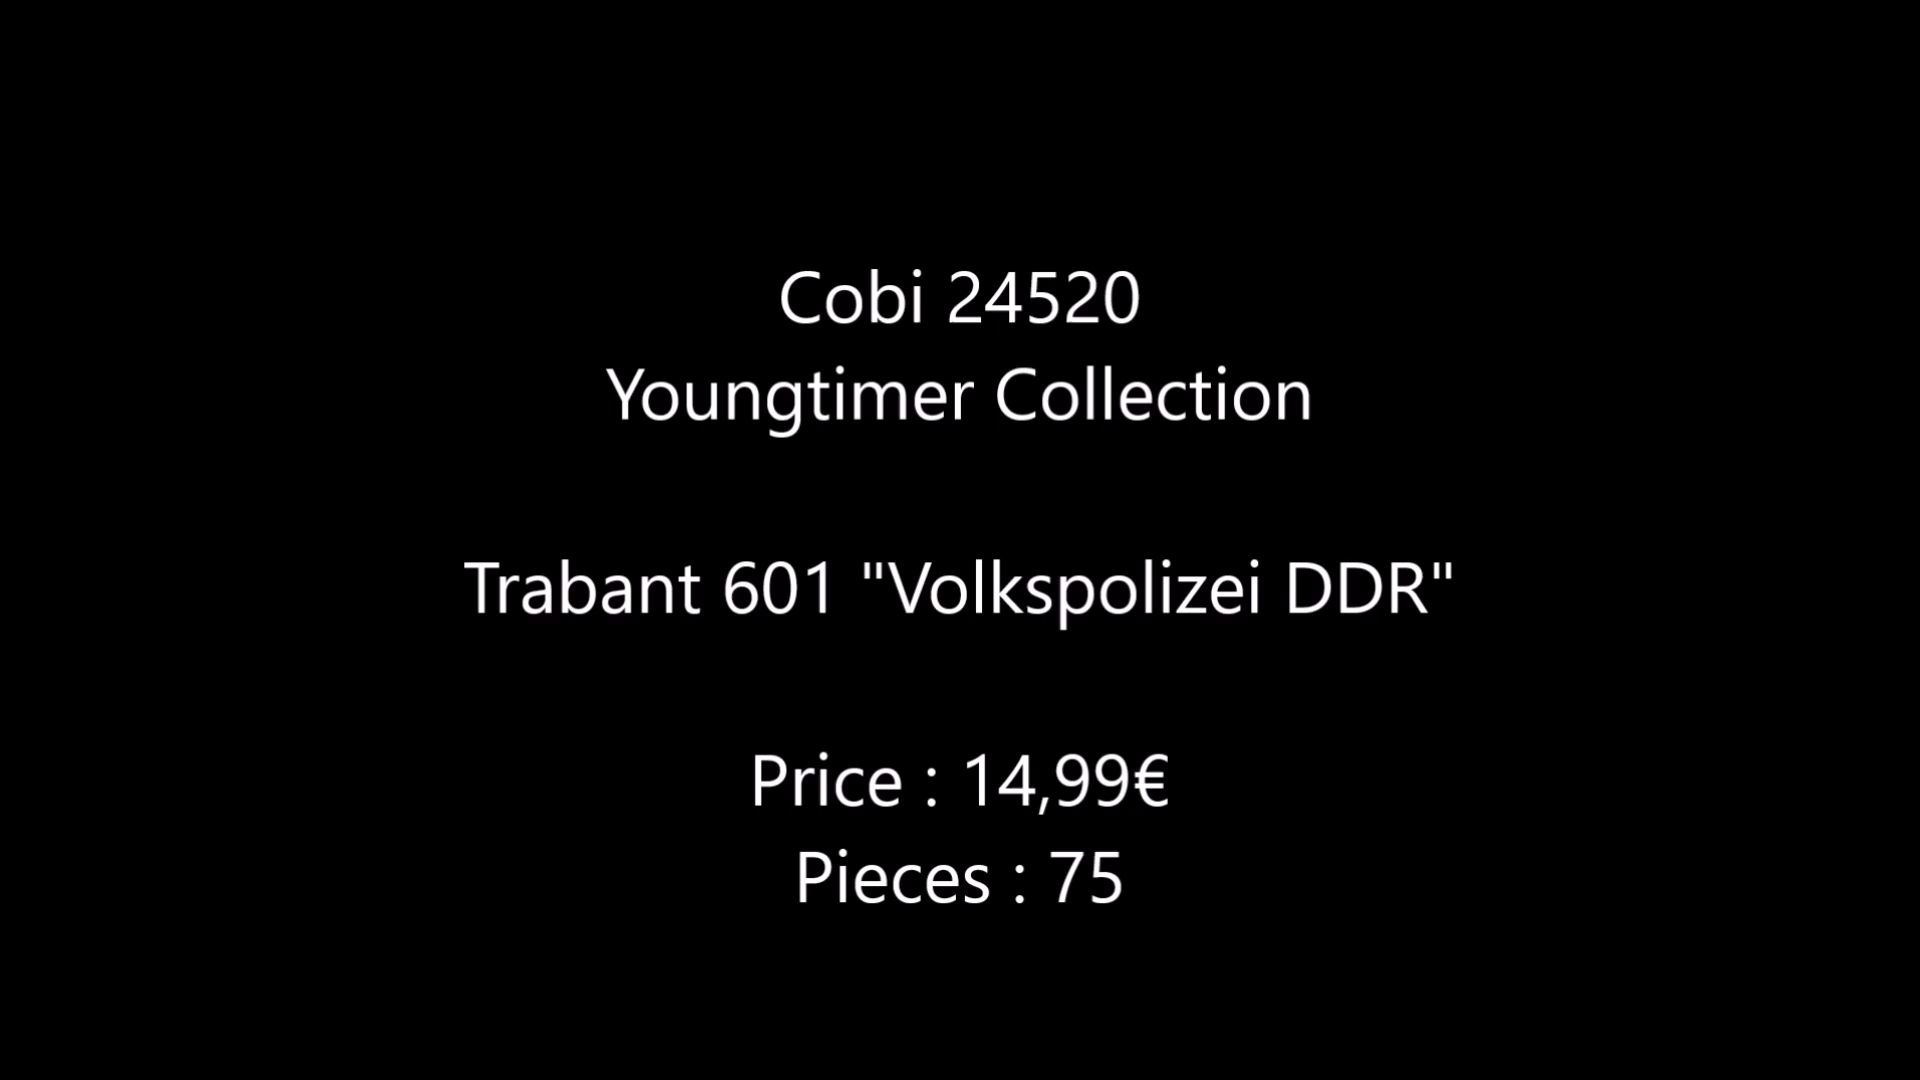 Cobi 24520
Youngtimer Collection
Trabant 601 "Volkspolizei DDR"
Price : 14,99€
Pieces : 75